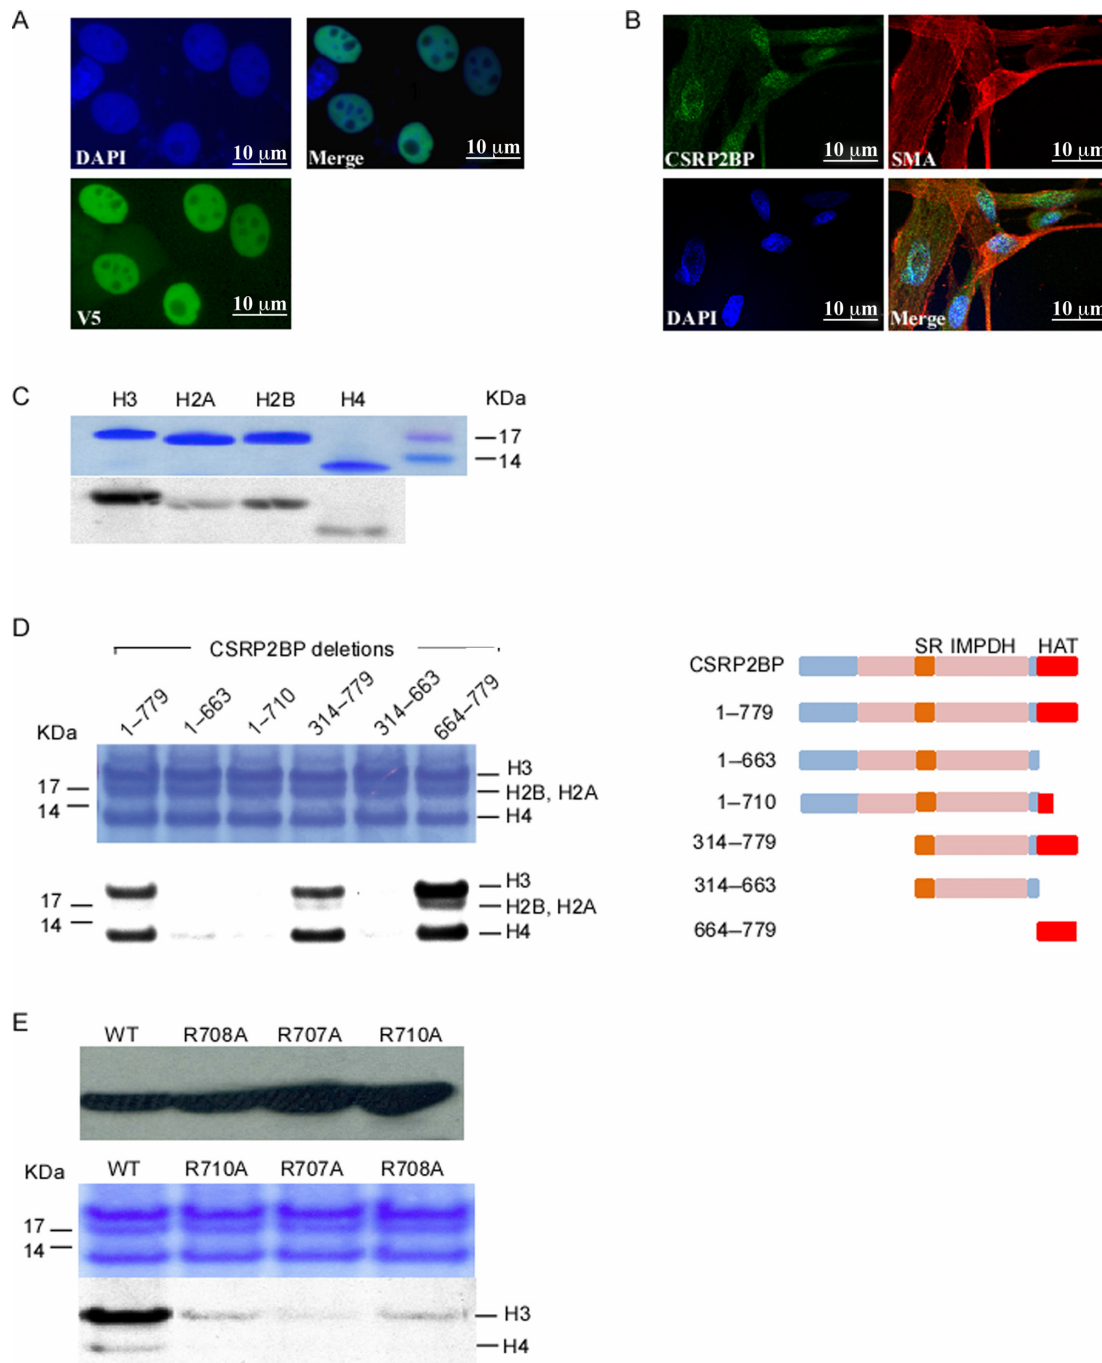 A
DAPI
10 µm
Merge
10 µm
V5
10 µm
B
CSRP2BP
10 µm
SMA
10 µm
DAPI
10 µm
Merge
10 µm
C
H3 H2A H2B H4 KDa
17
14
D
CSRP2BP deletions
1–779 1–663 1–710 314–779 314–663 664–779
KDa
17
14
H3
H2B, H2A
H4
17
14
H3
H2B, H2A
H4
SR IMPDH HAT
CSRP2BP
1–779
1–663
1–710
314–779
314–663
664–779
E
WT R708A R707A R710A
KDa WT R710A R707A R708A
17
14
H3
H4